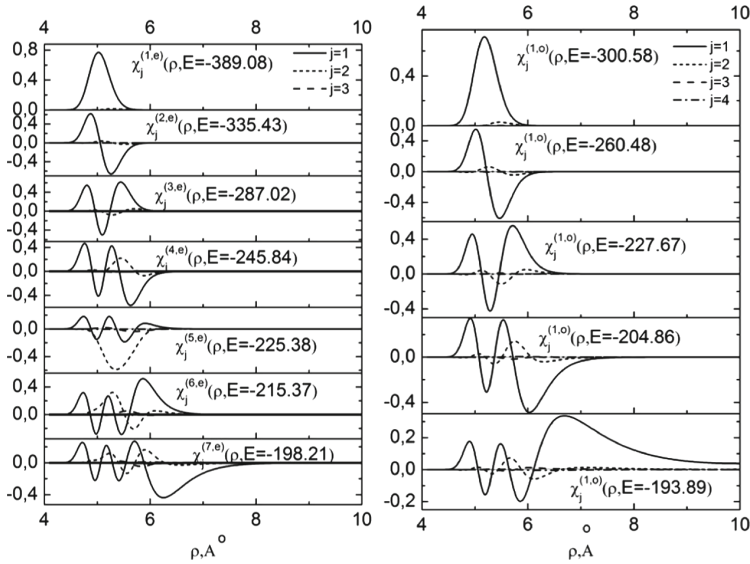 4 6 8 10
0,8
0,4
0,0
χj(1,e)(ρ,E=-389.08)
j=1
j=2
j=3
0,4
0,0
-0,4
χj(2,e)(ρ,E=-335.43)
0,4
0,0
χj(3,e)(ρ,E=-287.02)
0,4
0,0
-0,4
χj(4,e)(ρ,E=-245.84)
0,0
-0,4
χj(5,e)(ρ,E=-225.38)
0,4
0,0
χj(6,e)(ρ,E=-215.37)
0,0
-0,4
χj(7,e)(ρ,E=-198.21)
4 6 8 10
ρ,A°
4 6 8 10
0,4
0,0
χj(1,o)(ρ,E=-300.58)
j=1
j=2
j=3
j=4
0,4
0,0
-0,4
χj(1,o)(ρ,E=-260.48)
0,4
0,0
-0,4
χj(1,o)(ρ,E=-227.67)
0,4
0,0
-0,4
χj(1,o)(ρ,E=-204.86)
0,2
0,0
-0,2
χj(1,o)(ρ,E=-193.89)
4 6 8 10
ρ,A°